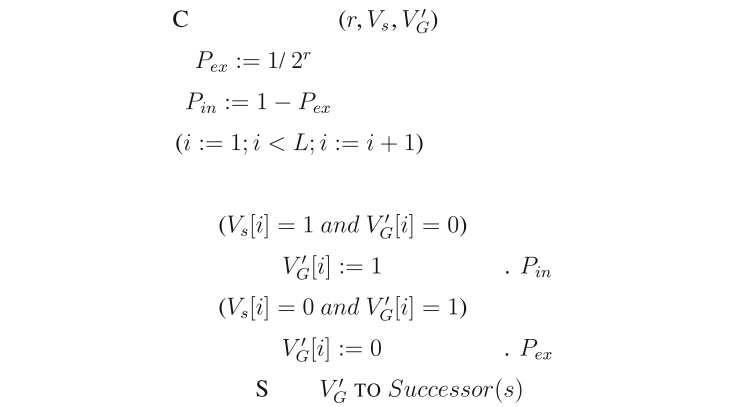 C (r, V_s, V'_G)
P_ex := 1/ 2^r
P_in := 1 − P_ex
(i := 1; i < L; i := i + 1)
(V_s[i] = 1 and V'_G[i] = 0)
V'_G[i] := 1 . P_in
(V_s[i] = 0 and V'_G[i] = 1)
V'_G[i] := 0 . P_ex
S V'_G TO Successor(s)